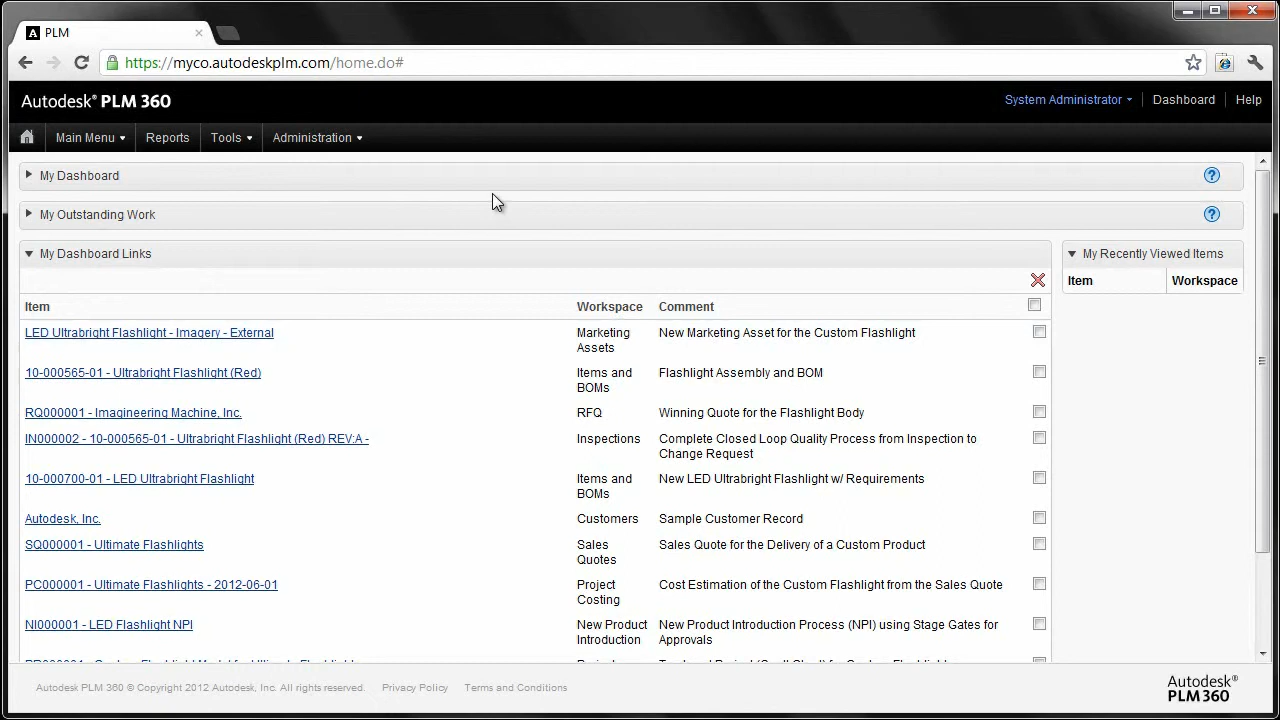 A PLM
https://myco.autodeskplm.com/home.do#
Autodesk® PLM 360
System Administrator Dashboard Help
Main Menu Reports Tools Administration
My Dashboard ?
My Outstanding Work ?
My Dashboard Links
My Recently Viewed Items
Item Workspace
Item Workspace Comment
LED Ultrabright Flashlight - Imagery - External Marketing New Marketing Asset for the Custom Flashlight
Assets
10-000565-01 - Ultrabright Flashlight (Red) Items and Flashlight Assembly and BOM
BOMs
RQ000001 - Imagineering Machine, Inc. RFQ Winning Quote for the Flashlight Body
IN000002 - 10-000565-01 - Ultrabright Flashlight (Red) REV:A - Inspections Complete Closed Loop Quality Process from Inspection to
Change Request
10-000700-01 - LED Ultrabright Flashlight Items and New LED Ultrabright Flashlight w/ Requirements
BOMs
Autodesk, Inc. Customers Sample Customer Record
SQ000001 - Ultimate Flashlights Sales Sales Quote for the Delivery of a Custom Product
Quotes
PC000001 - Ultimate Flashlights - 2012-06-01 Project Cost Estimation of the Custom Flashlight from the Sales Quote
Costing
NI000001 - LED Flashlight NPI New Product New Product Introduction Process (NPI) using Stage Gates for
Introduction Approvals
Autodesk PLM 360 © Copyright 2012 Autodesk, Inc. All rights reserved. Privacy Policy Terms and Conditions
Autodesk®
PLM 360